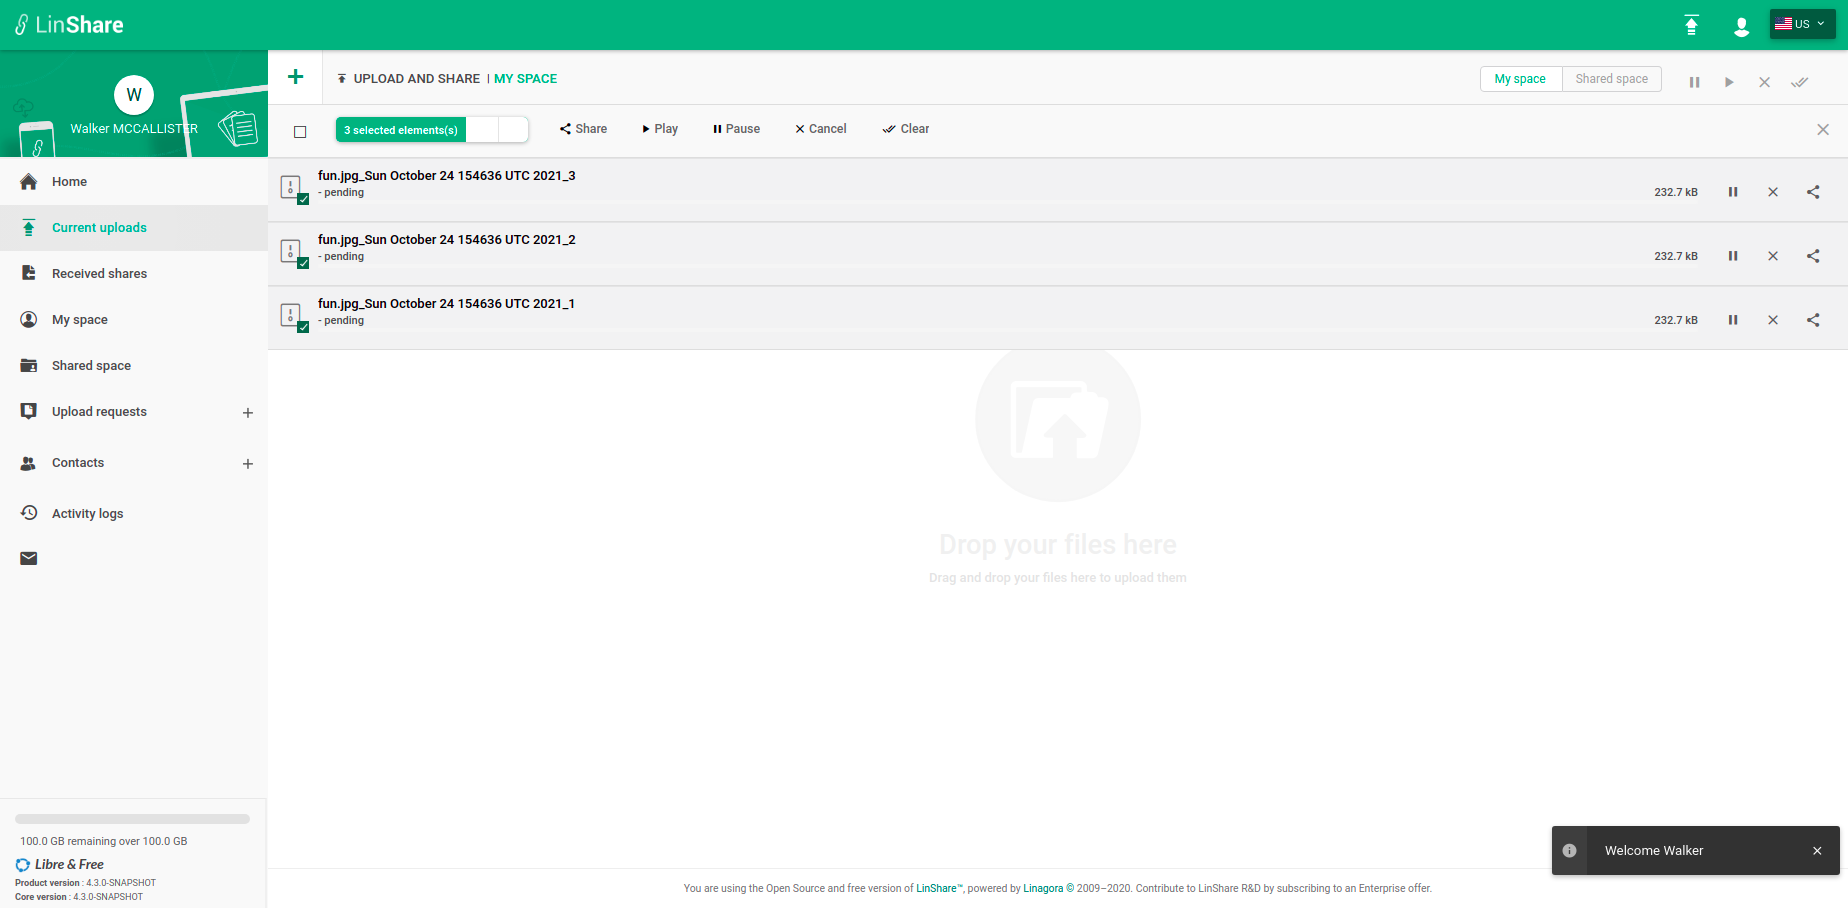 LinShare
US
W
Walker MCCALLISTER
Home
Current uploads
Received shares
My space
Shared space
Upload requests
Contacts
Activity logs
100.0 GB remaining over 100.0 GB
Libre & Free
Product version : 4.3.0-SNAPSHOT
Core version : 4.3.0-SNAPSHOT
UPLOAD AND SHARE | MY SPACE
My space
Shared space
3 selected elements(s)
Share
Play
Pause
Cancel
Clear
fun.jpg_Sun October 24 154636 UTC 2021_3
- pending
232.7 kB
fun.jpg_Sun October 24 154636 UTC 2021_2
- pending
232.7 kB
fun.jpg_Sun October 24 154636 UTC 2021_1
- pending
232.7 kB
Drop your files here
Drag and drop your files here to upload them
Welcome Walker
You are using the Open Source and free version of LinShare™, powered by Linagora © 2009–2020. Contribute to LinShare R&D by subscribing to an Enterprise offer.